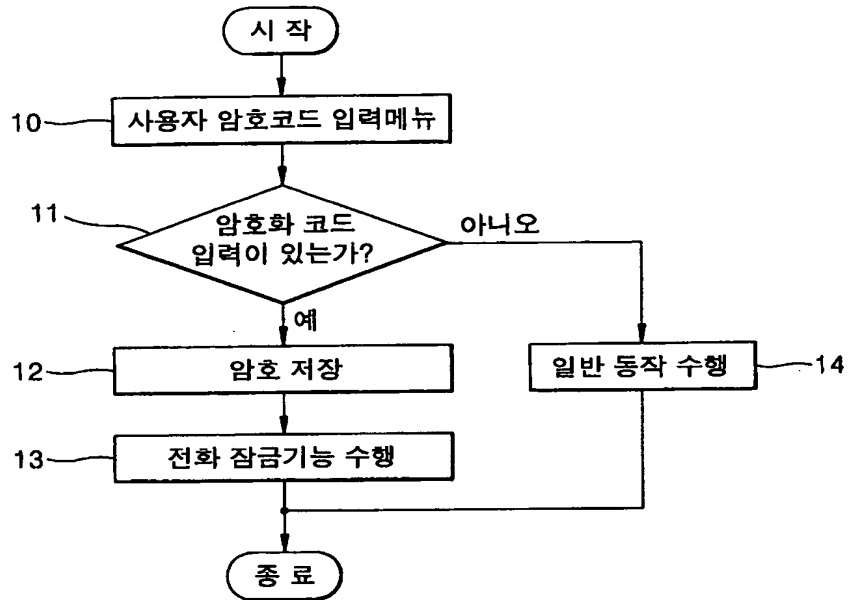 시 작
10
사용자 암호코드 입력메뉴
11
암호화 코드
입력이 있는가?
아니오
예
12
암호 저장
일반 동작 수행
14
13
전화 잠금기능 수행
종 료